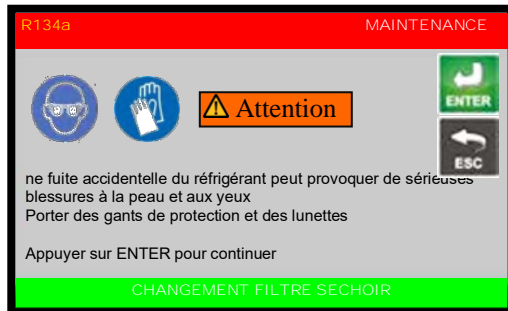 R134a MAINTENANCE
Attention
ENTER
ESC
ne fuite accidentelle du réfrigérant peut provoquer de sérieuses
blessures à la peau et aux yeux
Porter des gants de protection et des lunettes
Appuyer sur ENTER pour continuer
CHANGEMENT FILTRE SECHOIR